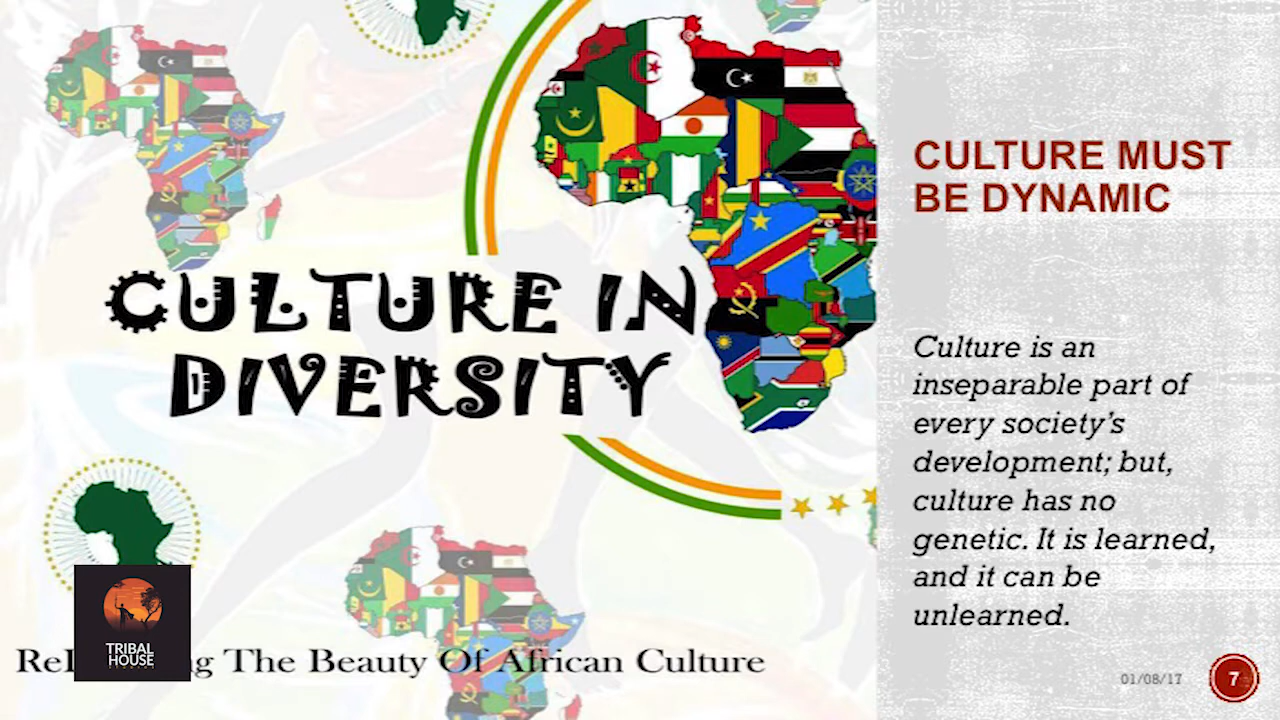 CULTURE IN
DIVERSITY
TRIBAL
HOUSE
The Beauty Of African Culture
CULTURE MUST
BE DYNAMIC
Culture is an
inseparable part of
every society's
development; but,
culture has no
genetic. It is learned,
and it can be
unlearned.
01/08/17
7